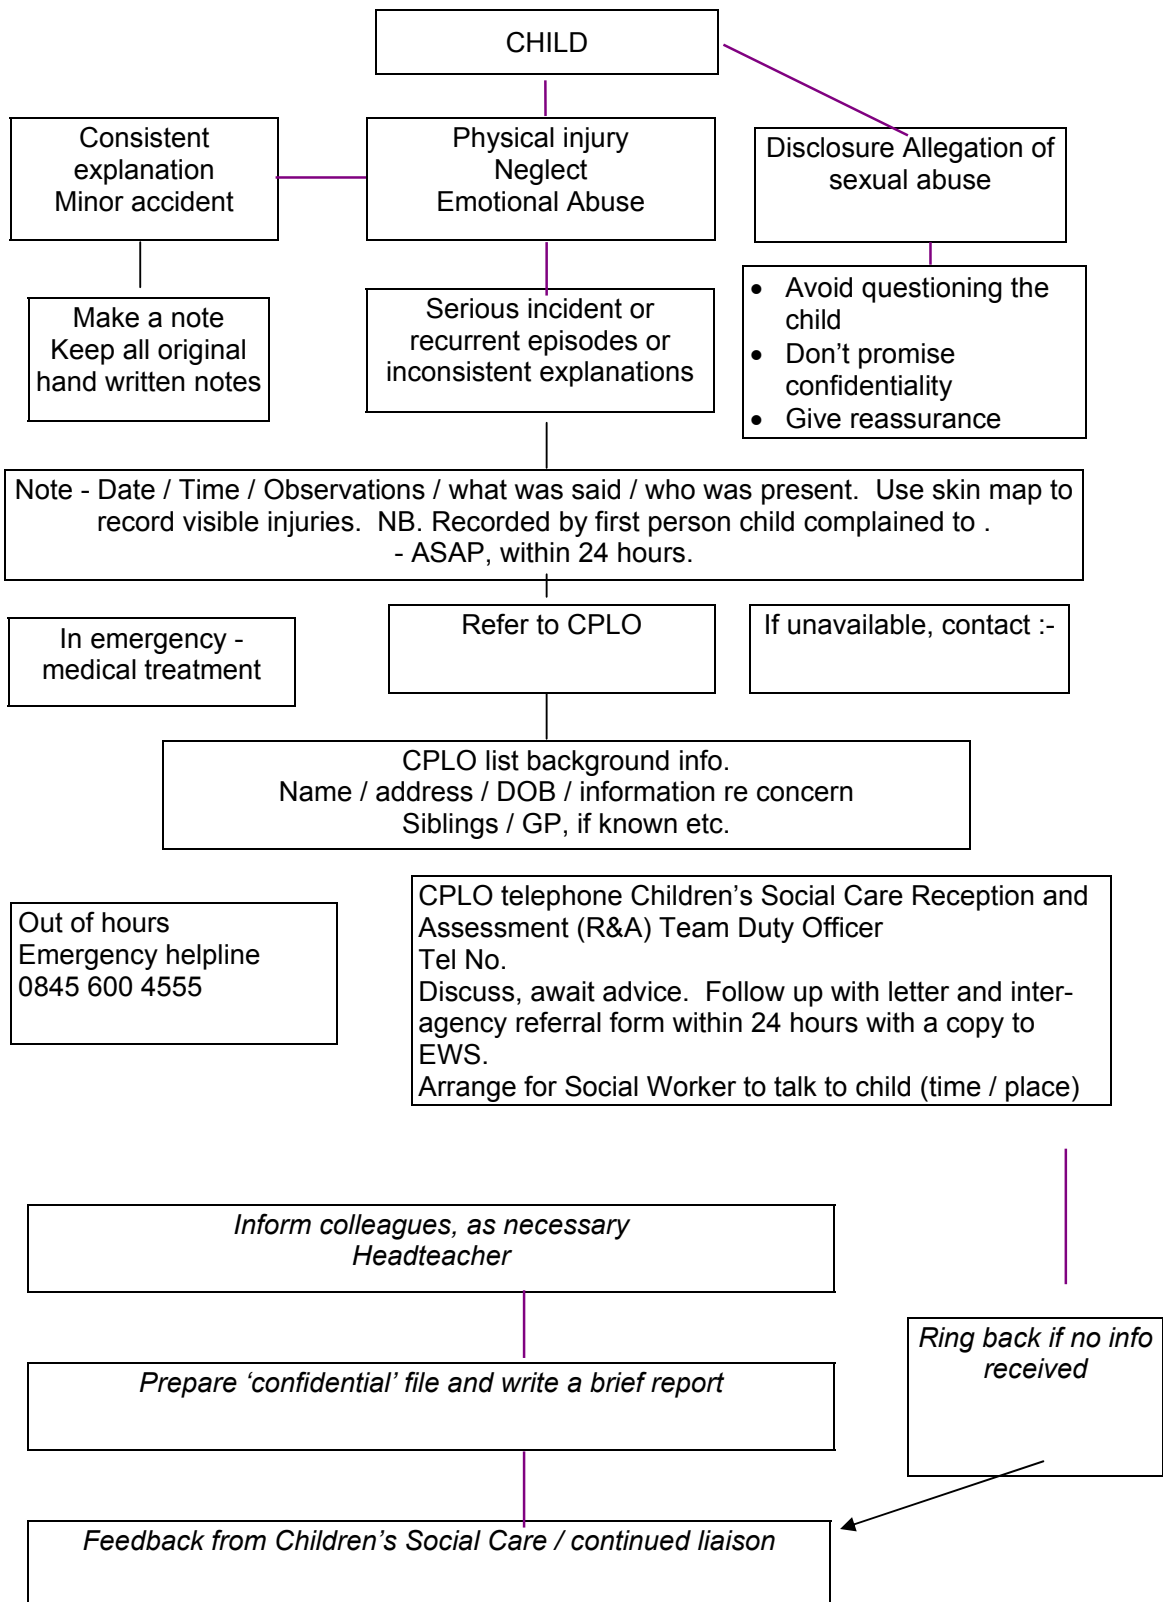 CHILD
Consistent
explanation
Minor accident
Physical injury
Neglect
Emotional Abuse
Disclosure Allegation of
sexual abuse
Make a note
Keep all original
hand written notes
Serious incident or
recurrent episodes or
inconsistent explanations
• Avoid questioning the
child
• Don’t promise
confidentiality
• Give reassurance
Note - Date / Time / Observations / what was said / who was present. Use skin map to
record visible injuries. NB. Recorded by first person child complained to .
- ASAP, within 24 hours.
In emergency -
medical treatment
Refer to CPLO
If unavailable, contact :-
CPLO list background info.
Name / address / DOB / information re concern
Siblings / GP, if known etc.
Out of hours
Emergency helpline
0845 600 4555
CPLO telephone Children’s Social Care Reception and
Assessment (R&A) Team Duty Officer
Tel No.
Discuss, await advice. Follow up with letter and inter-
agency referral form within 24 hours with a copy to
EWS.
Arrange for Social Worker to talk to child (time / place)
Inform colleagues, as necessary
Headteacher
Ring back if no info
received
Prepare ‘confidential’ file and write a brief report
Feedback from Children’s Social Care / continued liaison